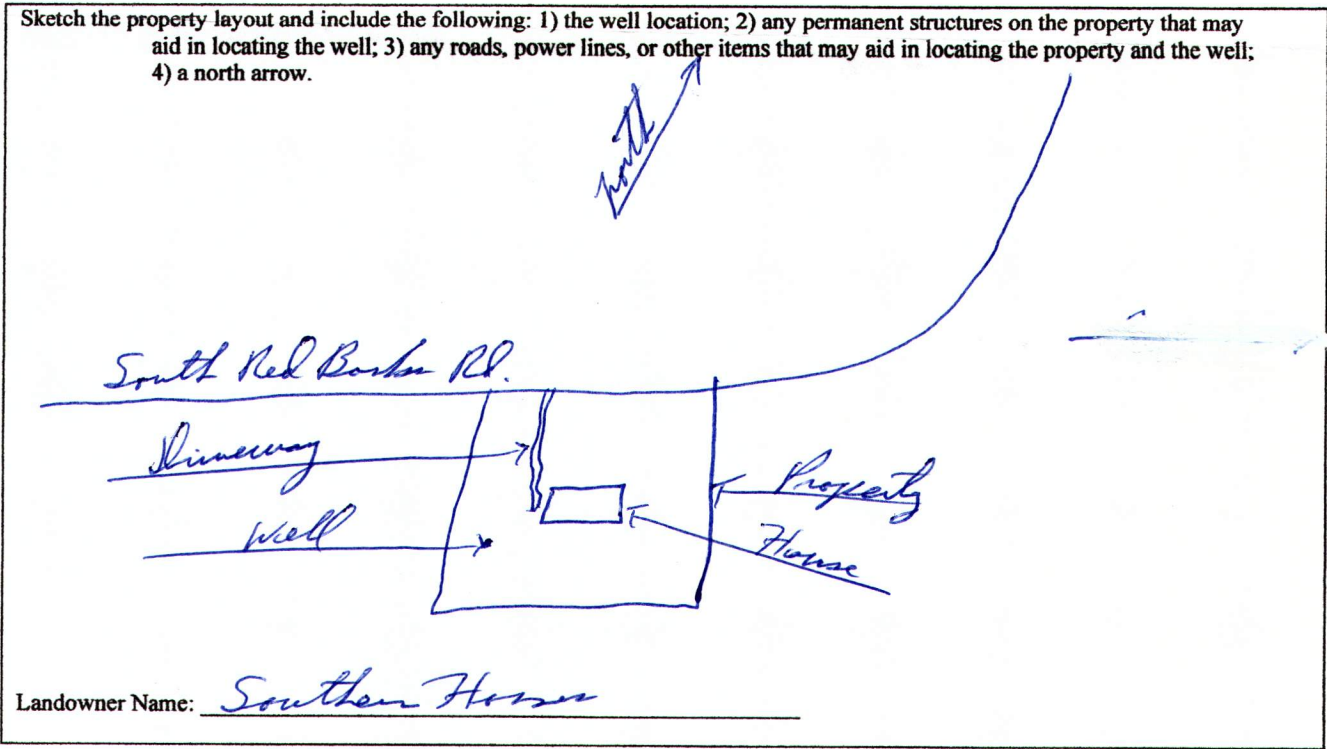 Sketch the property layout and include the following: 1) the well location; 2) any permanent structures on the property that may
aid in locating the well; 3) any roads, power lines, or other items that may aid in locating the property and the well;
4) a north arrow.
north
South Red Rd.
Driveway
Property
Well
House
Landowner Name: Southern Homes